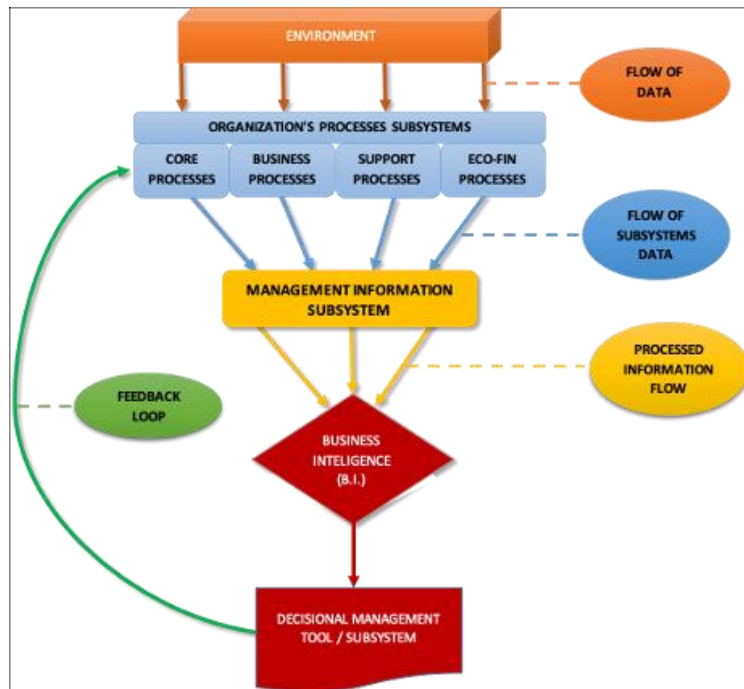 ENVIRONMENT
FLOW OF
DATA
ORGANIZATION'S PROCESSES SUBSYSTEMS
CORE
PROCESSES
BUSINESS
PROCESSES
SUPPORT
PROCESSES
ECO-FIN
PROCESSES
FLOW OF
SUBSYSTEMS
DATA
MANAGEMENT INFORMATION
SUBSYSTEM
PROCESSED
INFORMATION
FLOW
FEEDBACK
LOOP
BUSINESS
INTELIGENCE
(B.I.)
DECISIONAL MANAGEMENT
TOOL / SUBSYSTEM